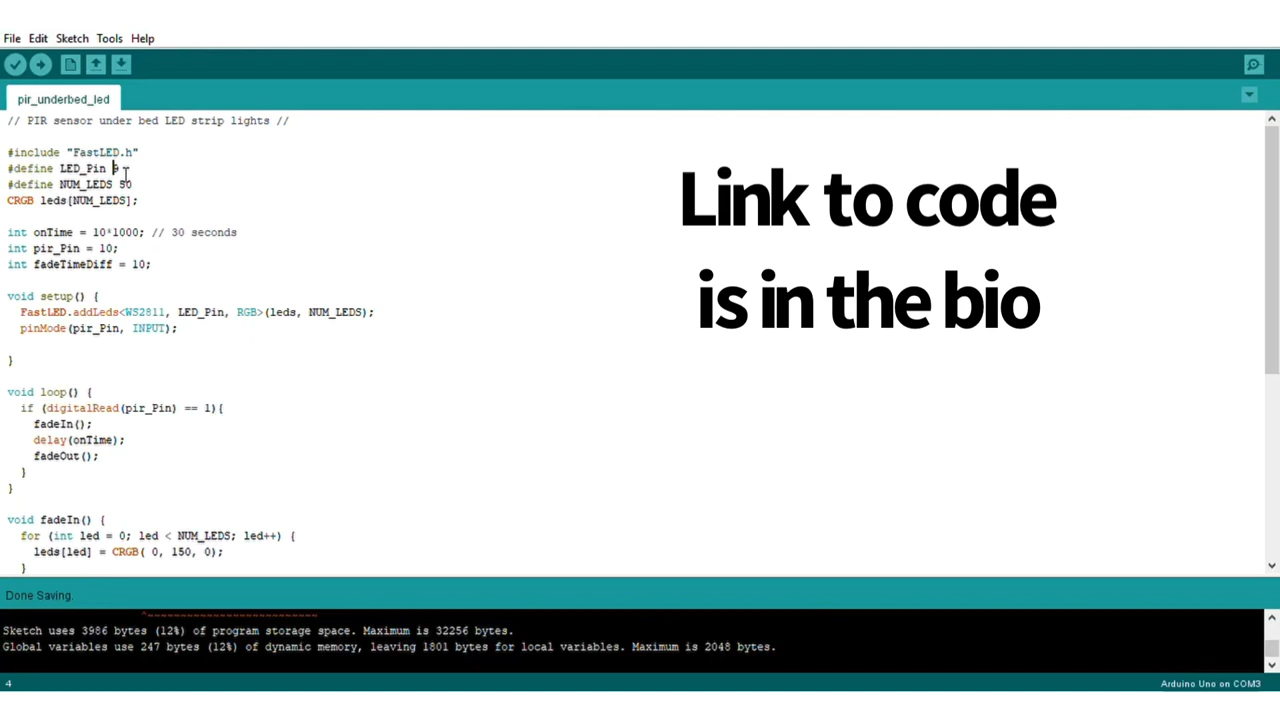 File Edit Sketch Tools Help
pir_underbed_led
// PIR sensor under bed LED strip lights //
#include "FastLED.h"
#define LED_Pin 9
#define NUM_LEDS 50
CRGB leds[NUM_LEDS];
int onTime = 10*1000; // 30 seconds
int pir_Pin = 10;
int fadeTimeDiff = 10;
void setup() {
FastLED.addLeds<WS2811, LED_Pin, RGB>(leds, NUM_LEDS);
pinMode(pir_Pin, INPUT);
}
void loop() {
if (digitalRead(pir_Pin) == 1){
fadeIn();
delay(onTime);
fadeOut();
}
}
void fadeIn() {
for (int led = 0; led < NUM_LEDS; led++) {
leds[led] = CRGB( 0, 150, 0);
}
Link to code
is in the bio
Done Saving.
^~~~~~~~~~~~~~~~~~~~~~~~~~~
Sketch uses 3986 bytes (12%) of program storage space. Maximum is 32256 bytes.
Global variables use 247 bytes (12%) of dynamic memory, leaving 1801 bytes for local variables. Maximum is 2048 bytes.
4
Arduino Uno on COM3